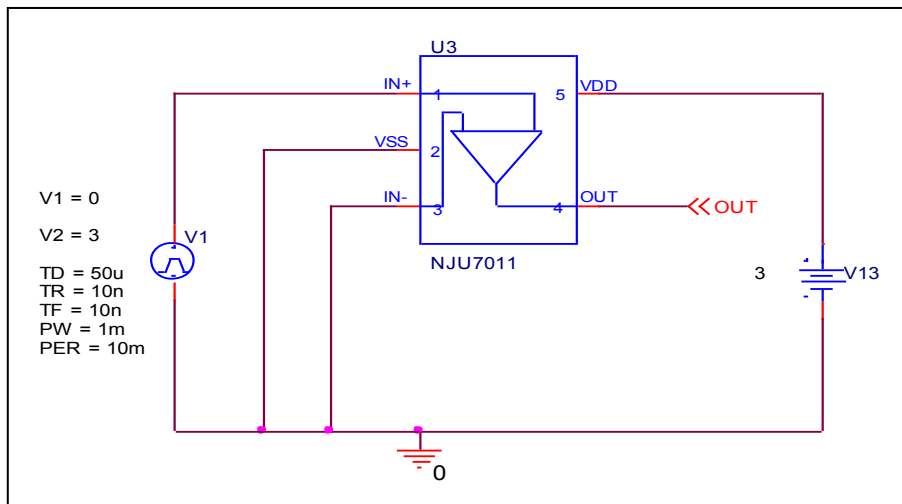 U3
IN+
1
5
VDD
VSS
2
IN-
3
4
OUT
OUT
NJU7011
V1 = 0
V2 = 3
TD = 50u
TR = 10n
TF = 10n
PW = 1m
PER = 10m
V1
3
V13
0